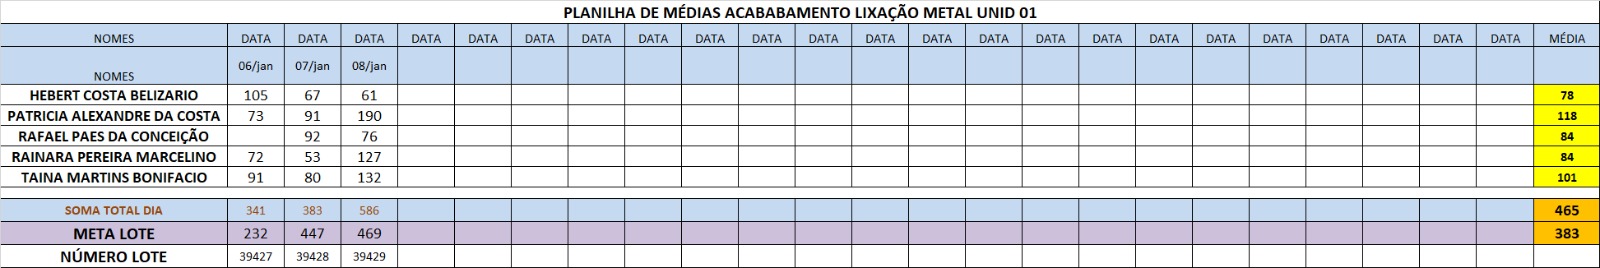 PLANILHA DE MÉDIAS ACABABAMENTO LIXAÇÃO METAL UNID 01
NOMES DATA DATA DATA DATA DATA DATA DATA DATA DATA DATA DATA DATA DATA DATA DATA DATA DATA DATA DATA DATA DATA DATA DATA MÉDIA
NOMES 06/jan 07/jan 08/jan
HEBERT COSTA BELIZARIO 105 67 61 78
PATRICIA ALEXANDRE DA COSTA 73 91 190 118
RAFAEL PAES DA CONCEIÇÃO 92 76 84
RAINARA PEREIRA MARCELINO 72 53 127 84
TAINA MARTINS BONIFACIO 91 80 132 101
SOMA TOTAL DIA 341 383 586 465
META LOTE 232 447 469 383
NÚMERO LOTE 39427 39428 39429